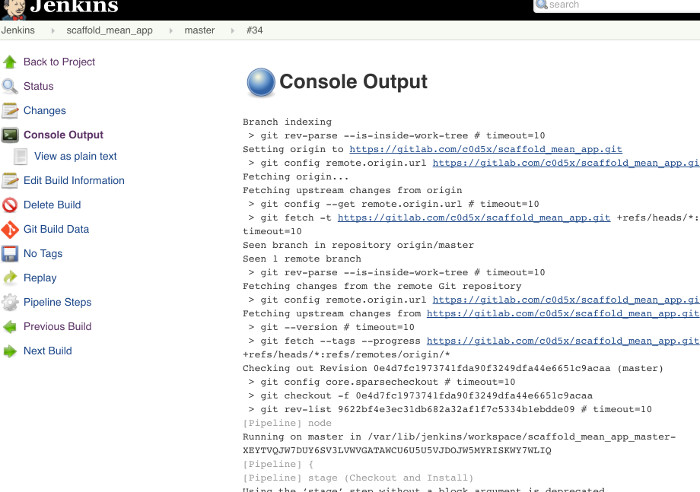 Jenkins
search
Jenkins scaffold_mean_app master #34
Back to Project
Status
Changes
Console Output
View as plain text
Edit Build Information
Delete Build
Git Build Data
No Tags
Replay
Pipeline Steps
Previous Build
Next Build
Console Output
Branch indexing
> git rev-parse --is-inside-work-tree # timeout=10
Setting origin to https://gitlab.com/c0d5x/scaffold_mean_app.git
> git config remote.origin.url https://gitlab.com/c0d5x/scaffold_mean_app.gi
Fetching origin...
Fetching upstream changes from origin
> git config --get remote.origin.url # timeout=10
> git fetch -t https://gitlab.com/c0d5x/scaffold_mean_app.git +refs/heads/*:
timeout=10
Seen branch in repository origin/master
Seen 1 remote branch
> git rev-parse --is-inside-work-tree # timeout=10
Fetching changes from the remote Git repository
> git config remote.origin.url https://gitlab.com/c0d5x/scaffold_mean_app.gi
Fetching upstream changes from https://gitlab.com/c0d5x/scaffold_mean_app.git
> git --version # timeout=10
> git fetch --tags --progress https://gitlab.com/c0d5x/scaffold_mean_app.git
+refs/heads/*:refs/remotes/origin/*
Checking out Revision 0e4d7fc1973741fda90f3249dfa44e6651c9acaa (master)
> git config core.sparsecheckout # timeout=10
> git checkout -f 0e4d7fc1973741fda90f3249dfa44e6651c9acaa
> git rev-list 9622bf4e3ec31db682a32af1f7c5334b1ebdde09 # timeout=10
[Pipeline] node
Running on master in /var/lib/jenkins/workspace/scaffold_mean_app_master-
XEYTVQJW7DUY6SV3LVWVGATAWCU6U5U5VJDOJW5MYRISKWY7WLIQ
[Pipeline] {
[Pipeline] stage (Checkout and Install)
Using the 'stage' step without a block argument is deprecated